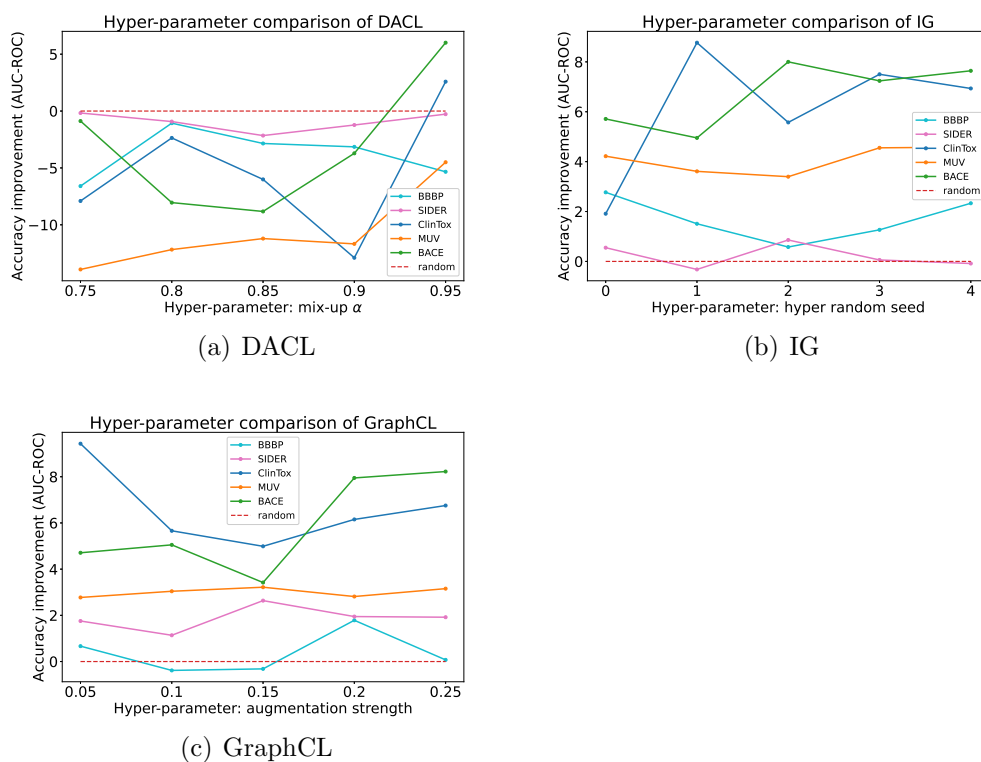 Hyper-parameter comparison of DACL
Accuracy improvement (AUC-ROC)
5
0
−5
−10
BBBP
SIDER
ClinTox
MUV
BACE
random
0.75 0.8 0.85 0.9 0.95
Hyper-parameter: mix-up α
(a) DACL
Hyper-parameter comparison of IG
Accuracy improvement (AUC-ROC)
8
6
4
2
0
BBBP
SIDER
ClinTox
MUV
BACE
random
0 1 2 3 4
Hyper-parameter: hyper random seed
(b) IG
Hyper-parameter comparison of GraphCL
Accuracy improvement (AUC-ROC)
8
6
4
2
0
BBBP
SIDER
ClinTox
MUV
BACE
random
0.05 0.1 0.15 0.2 0.25
Hyper-parameter: augmentation strength
(c) GraphCL